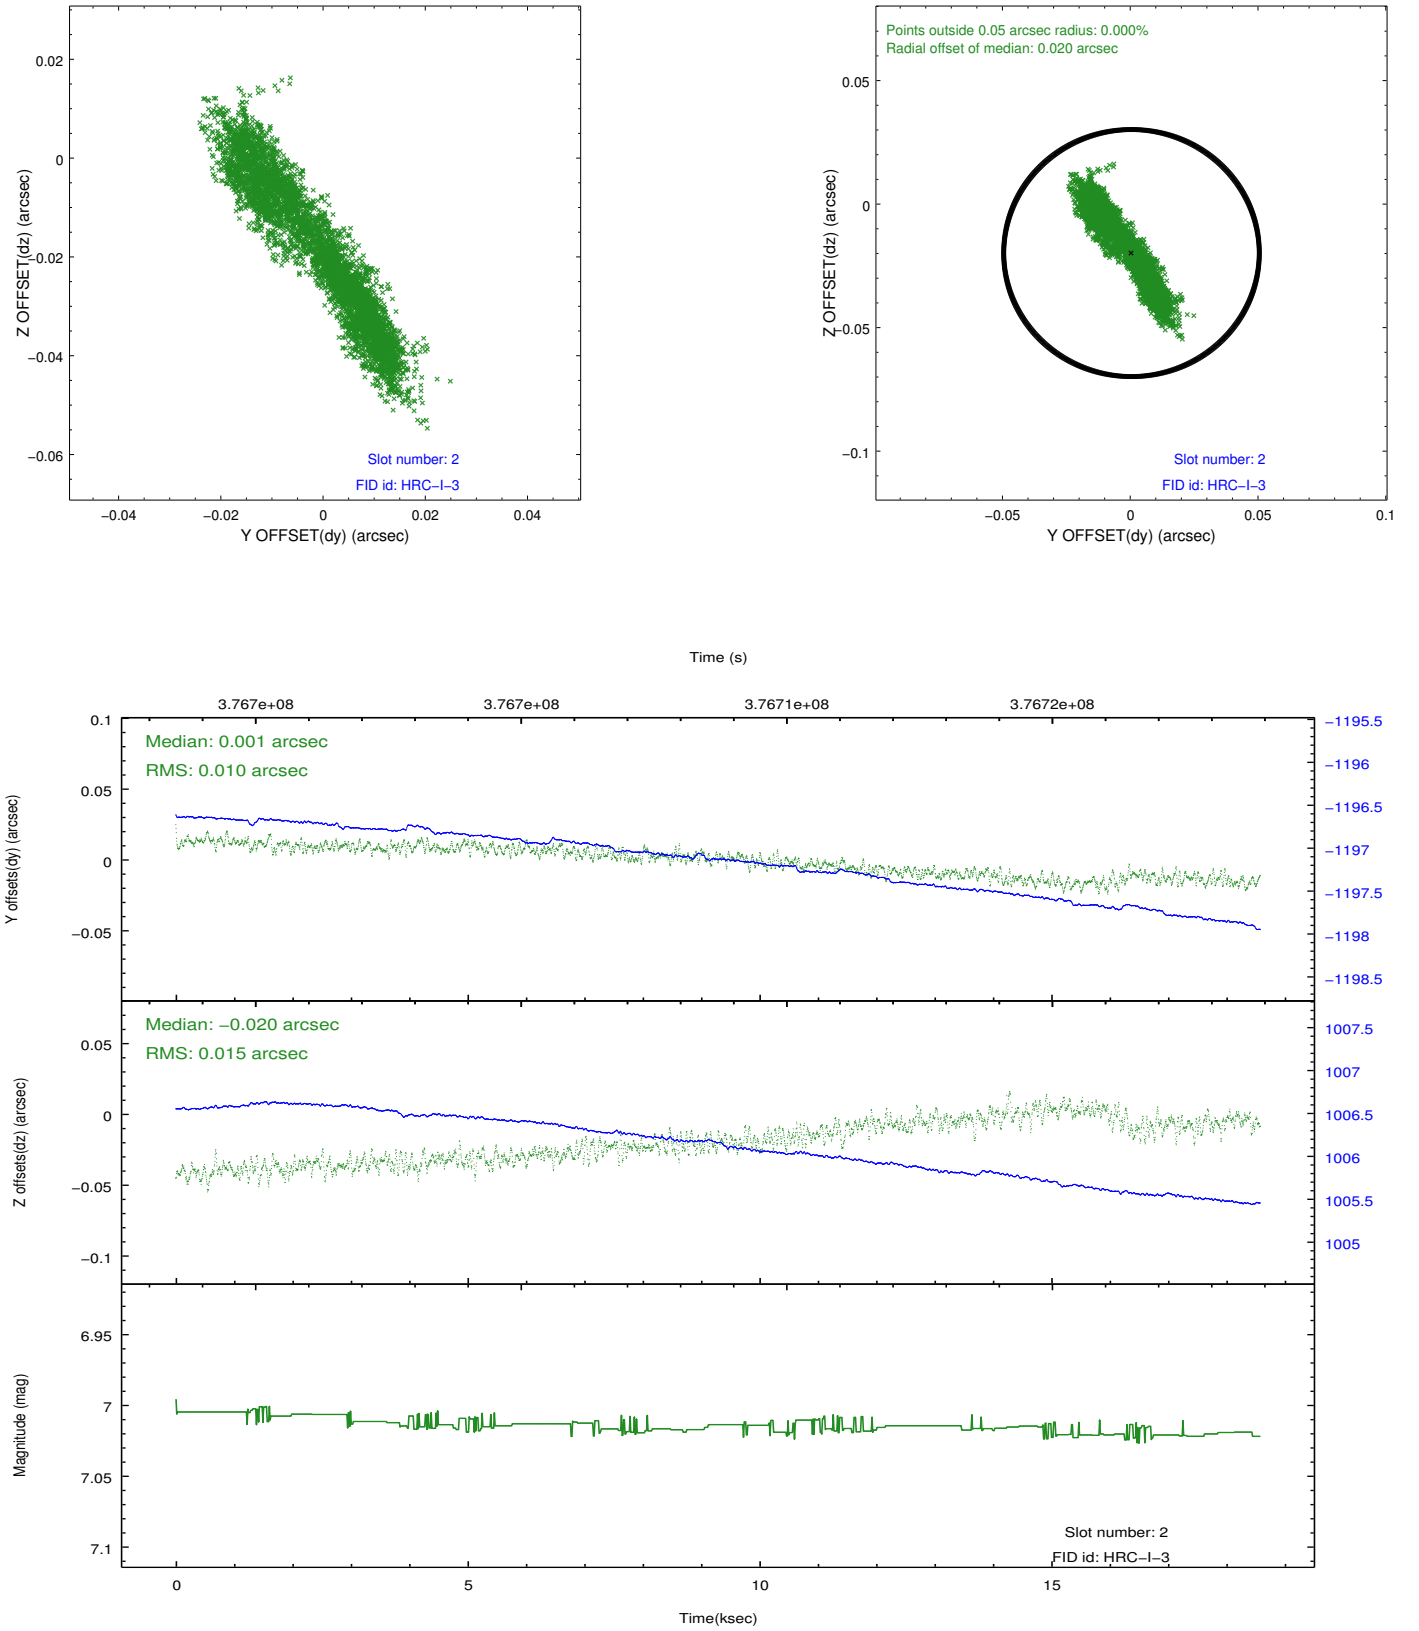 0.02
0
−0.02
−0.04
−0.06
Z OFFSET(dz) (arcsec)
Slot number: 2
FID id: HRC−I−3
−0.04
−0.02
0
0.02
0.04
Y OFFSET(dy) (arcsec)
Points outside 0.05 arcsec radius: 0.000%
Radial offset of median: 0.020 arcsec
0.05
0
−0.05
−0.1
Z OFFSET(dz) (arcsec)
Slot number: 2
FID id: HRC−I−3
−0.05
0
0.05
0.1
Y OFFSET(dy) (arcsec)
Time (s)
3.767e+08
3.767e+08
3.7671e+08
3.7672e+08
0.1
0.05
0
−0.05
Y offsets(dy) (arcsec)
Median: 0.001 arcsec
RMS: 0.010 arcsec
−1195.5
−1196
−1196.5
−1197
−1197.5
−1198
−1198.5
0.05
0
−0.05
−0.1
Z offsets(dz) (arcsec)
Median: −0.020 arcsec
RMS: 0.015 arcsec
1007.5
1007
1006.5
1006
1005.5
1005
6.95
7
7.05
7.1
Magnitude (mag)
Slot number: 2
FID id: HRC−I−3
0
5
10
15
Time(ksec)